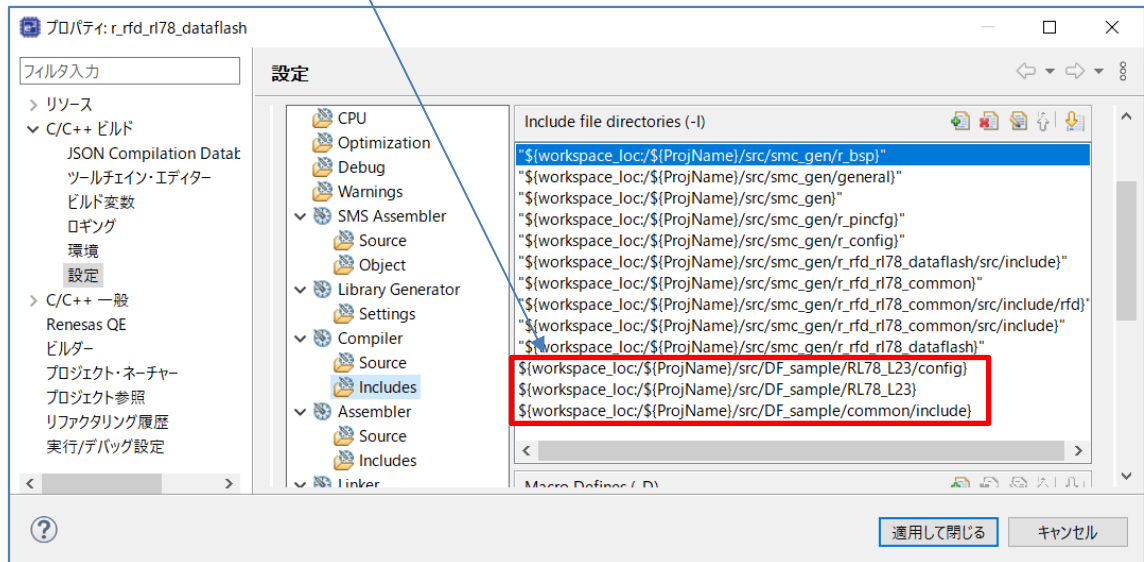 プロパティ: r_rfd_rl78_dataflash
フィルタ入力
リソース
C/C++ ビルド
JSON Compilation Datab
ツールチェイン・エディター
ビルド変数
ロギング
環境
設定
C/C++ 一般
Renesas QE
ビルダー
プロジェクト・ネーチャー
プロジェクト参照
リファクタリング履歴
実行/デバッグ設定
設定
CPU
Optimization
Debug
Warnings
SMS Assembler
Source
Object
Library Generator
Settings
Compiler
Source
Includes
Assembler
Source
Includes
Linker
Include file directories (-I)
"${workspace_loc:/${ProjName}/src/smc_gen/r_bsp}"
"${workspace_loc:/${ProjName}/src/smc_gen/general}"
"${workspace_loc:/${ProjName}/src/smc_gen}"
"${workspace_loc:/${ProjName}/src/smc_gen/r_pincfg}"
"${workspace_loc:/${ProjName}/src/smc_gen/r_config}"
"${workspace_loc:/${ProjName}/src/smc_gen/r_rfd_rl78_dataflash/src/include}"
"${workspace_loc:/${ProjName}/src/smc_gen/r_rfd_rl78_common}"
"${workspace_loc:/${ProjName}/src/smc_gen/r_rfd_rl78_common/src/include/rfd}"
"${workspace_loc:/${ProjName}/src/smc_gen/r_rfd_rl78_common/src/include}"
"${workspace_loc:/${ProjName}/src/smc_gen/r_rfd_rl78_dataflash}"
${workspace_loc:/${ProjName}/src/DF_sample/RL78_L23/config}
${workspace_loc:/${ProjName}/src/DF_sample/RL78_L23}
${workspace_loc:/${ProjName}/src/DF_sample/common/include}
Macro Defines (-D)
適用して閉じる
キャンセル